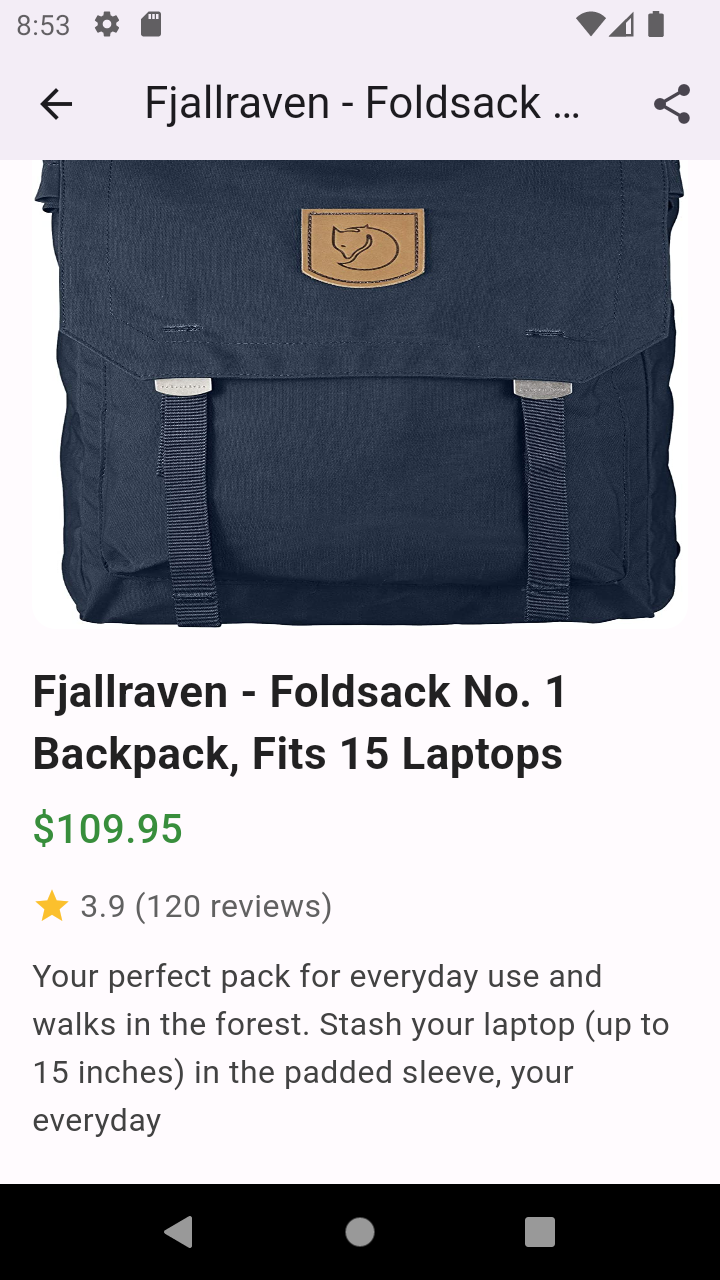 8:53
Fjallraven - Foldsack ...
Fjallraven - Foldsack No. 1
Backpack, Fits 15 Laptops
$109.95
3.9 (120 reviews)
Your perfect pack for everyday use and
walks in the forest. Stash your laptop (up to
15 inches) in the padded sleeve, your
everyday